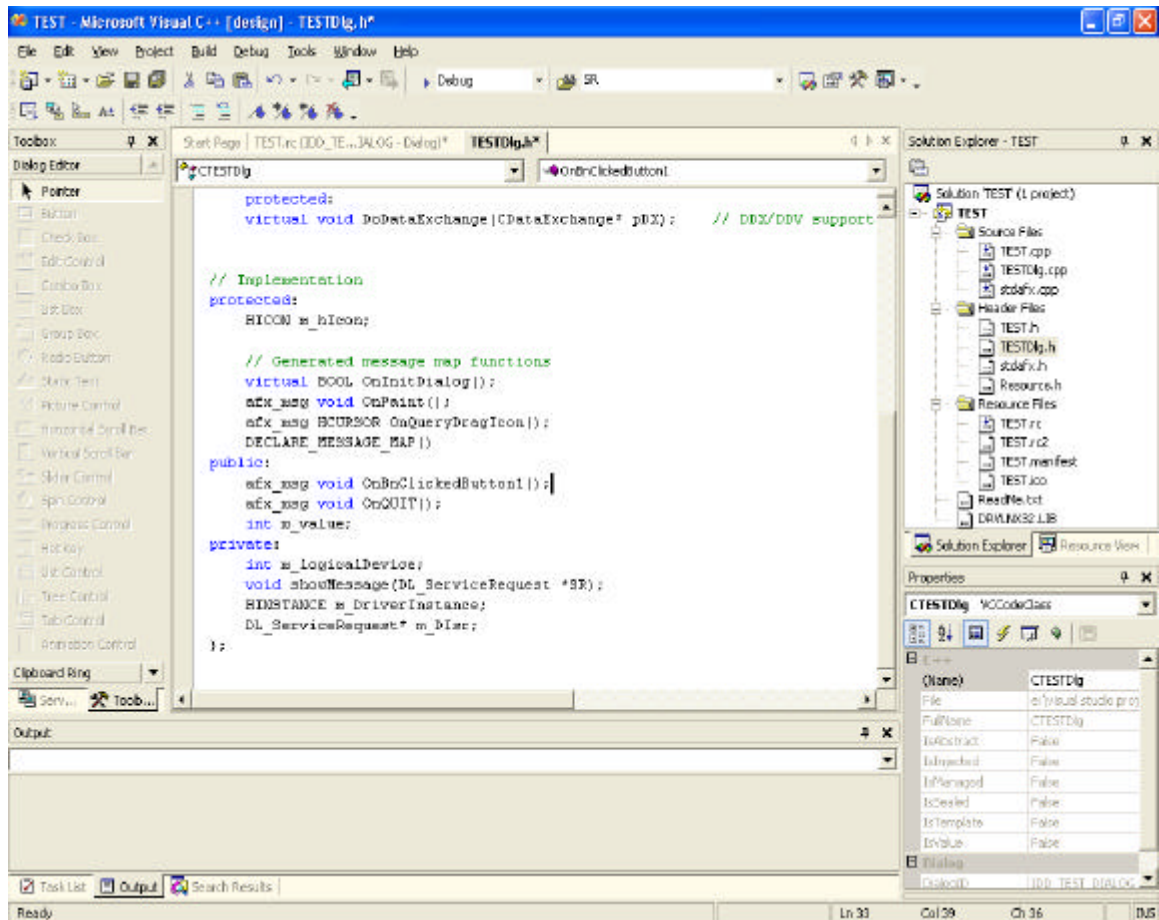 TEST - Microsoft Visual C++ [design] - TESTDlg.h*
File Edit View Project Build Debug Tools Window Help
Debug SR
Toolbox
Start Page TEST.rc (IDD_TE...IALOG - Dialog)* TESTDlg.h*
Solution Explorer - TEST
Dialog Editor
CTESTDlg OnBnClickedButton1
Pointer
Button
Check Box
Edit Control
Combo Box
List Box
Group Box
Radio Button
Static Text
Picture Control
Horizontal Scroll Bar
Vertical Scroll Bar
Slider Control
Spin Control
Progress Control
Hot Key
List Control
Tree Control
Tab Control
Animation Control
Clipboard Ring
Serv... Toolb...
protected:
virtual void DoDataExchange(CDataExchange* pDX); // DDX/DDV support
// Implementation
protected:
HICON m_hIcon;
// Generated message map functions
virtual BOOL OnInitDialog();
afx_msg void OnPaint();
afx_msg HCURSOR OnQueryDragIcon();
DECLARE_MESSAGE_MAP()
public:
afx_msg void OnBnClickedButton1();
afx_msg void OnQUIT();
int m_value;
private:
int m_LogicalDevice;
void showMessage(DL_ServiceRequest *SR);
HINSTANCE m_DriverInstance;
DL_ServiceRequest* m_DIsr;
};
Solution 'TEST' (1 project)
TEST
Source Files
TEST.cpp
TESTDlg.cpp
stdafx.cpp
Header Files
TEST.h
TESTDlg.h
stdafx.h
Resource.h
Resource Files
TEST.rc
TEST.rc2
TEST.manifest
TEST.ico
ReadMe.txt
DRVLNX32.LIB
Solution Explorer Resource View
Properties
CTESTDlg VCCodeClass
C++
(Name) CTESTDlg
File e:\visual studio proj
FullName CTESTDlg
IsAbstract False
IsInjected False
IsManaged False
IsSealed False
IsTemplate False
IsValue False
Dialog
DialogID IDD_TEST_DIALOG
Output
Task List Output Search Results
Ready Ln 33 Col 39 Ch 36 INS